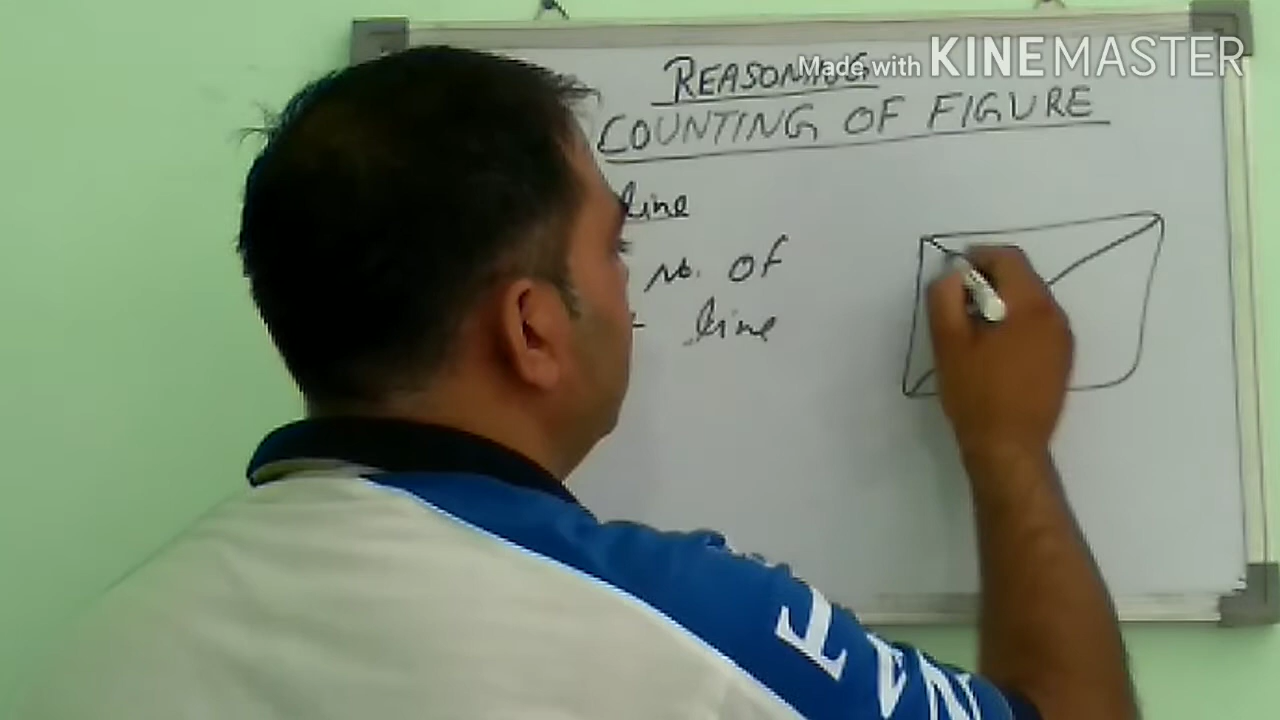 REASONING
Made with KINEMASTER
COUNTING OF FIGURE
line
No. of
line